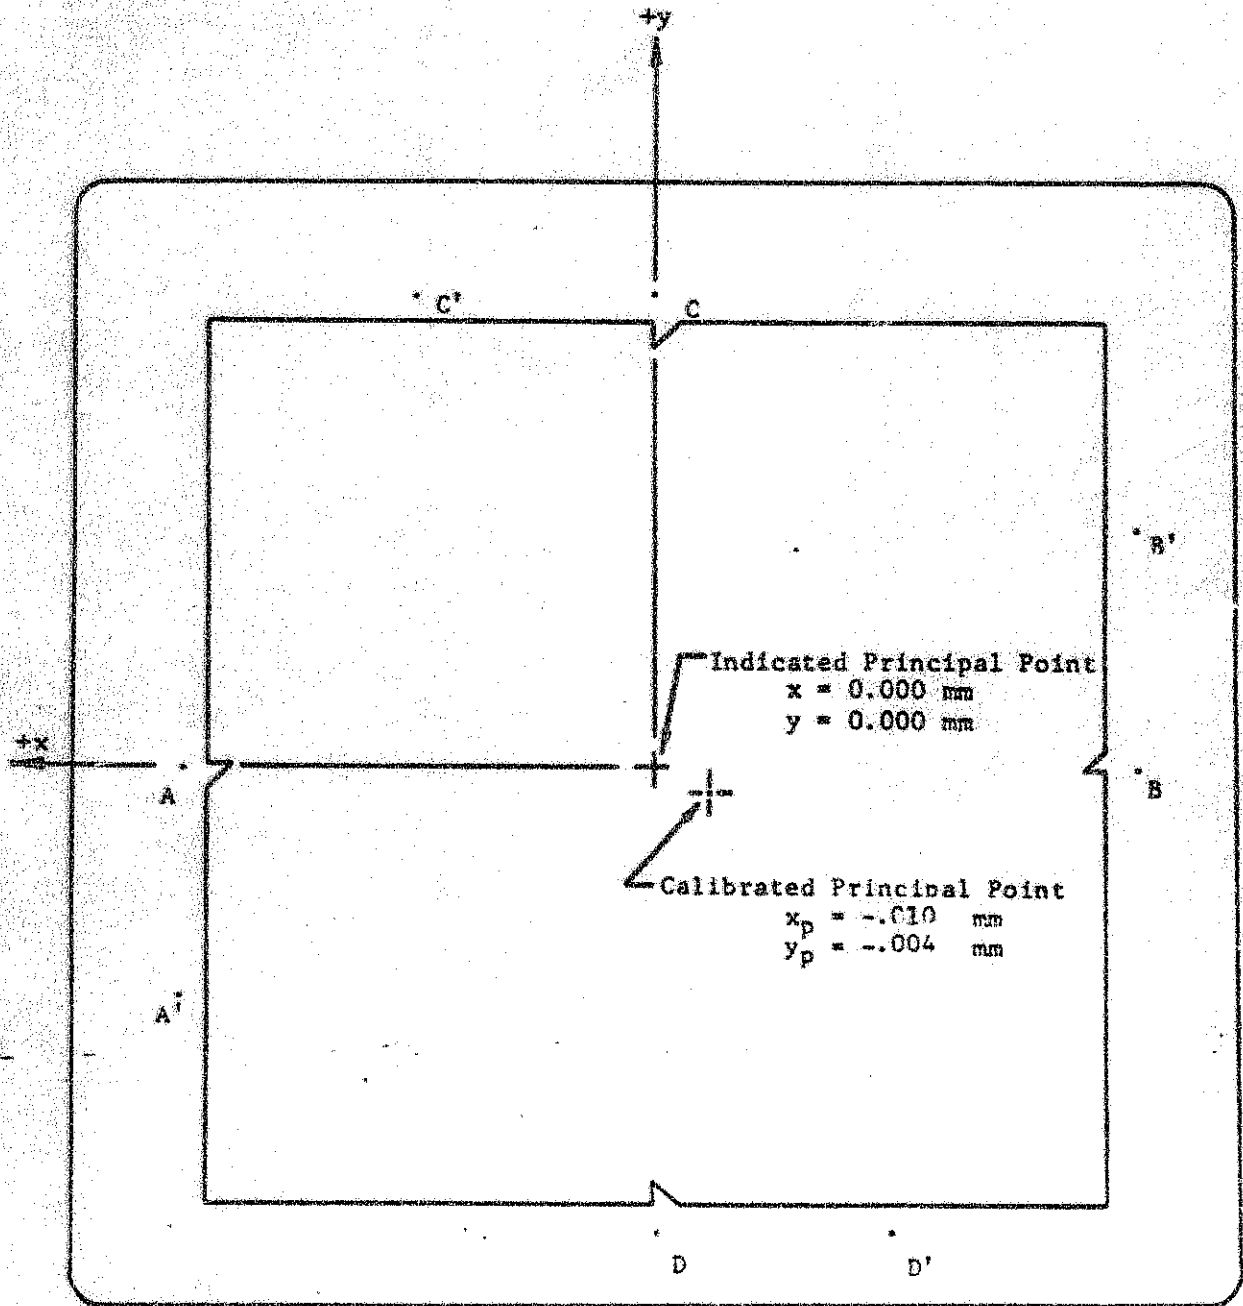 +y
C'
C
B'
Indicated Principal Point
x = 0.000 mm
y = 0.000 mm
+x
A
B
Calibrated Principal Point
xp = -.010 mm
yp = -.004 mm
A'
D
D'